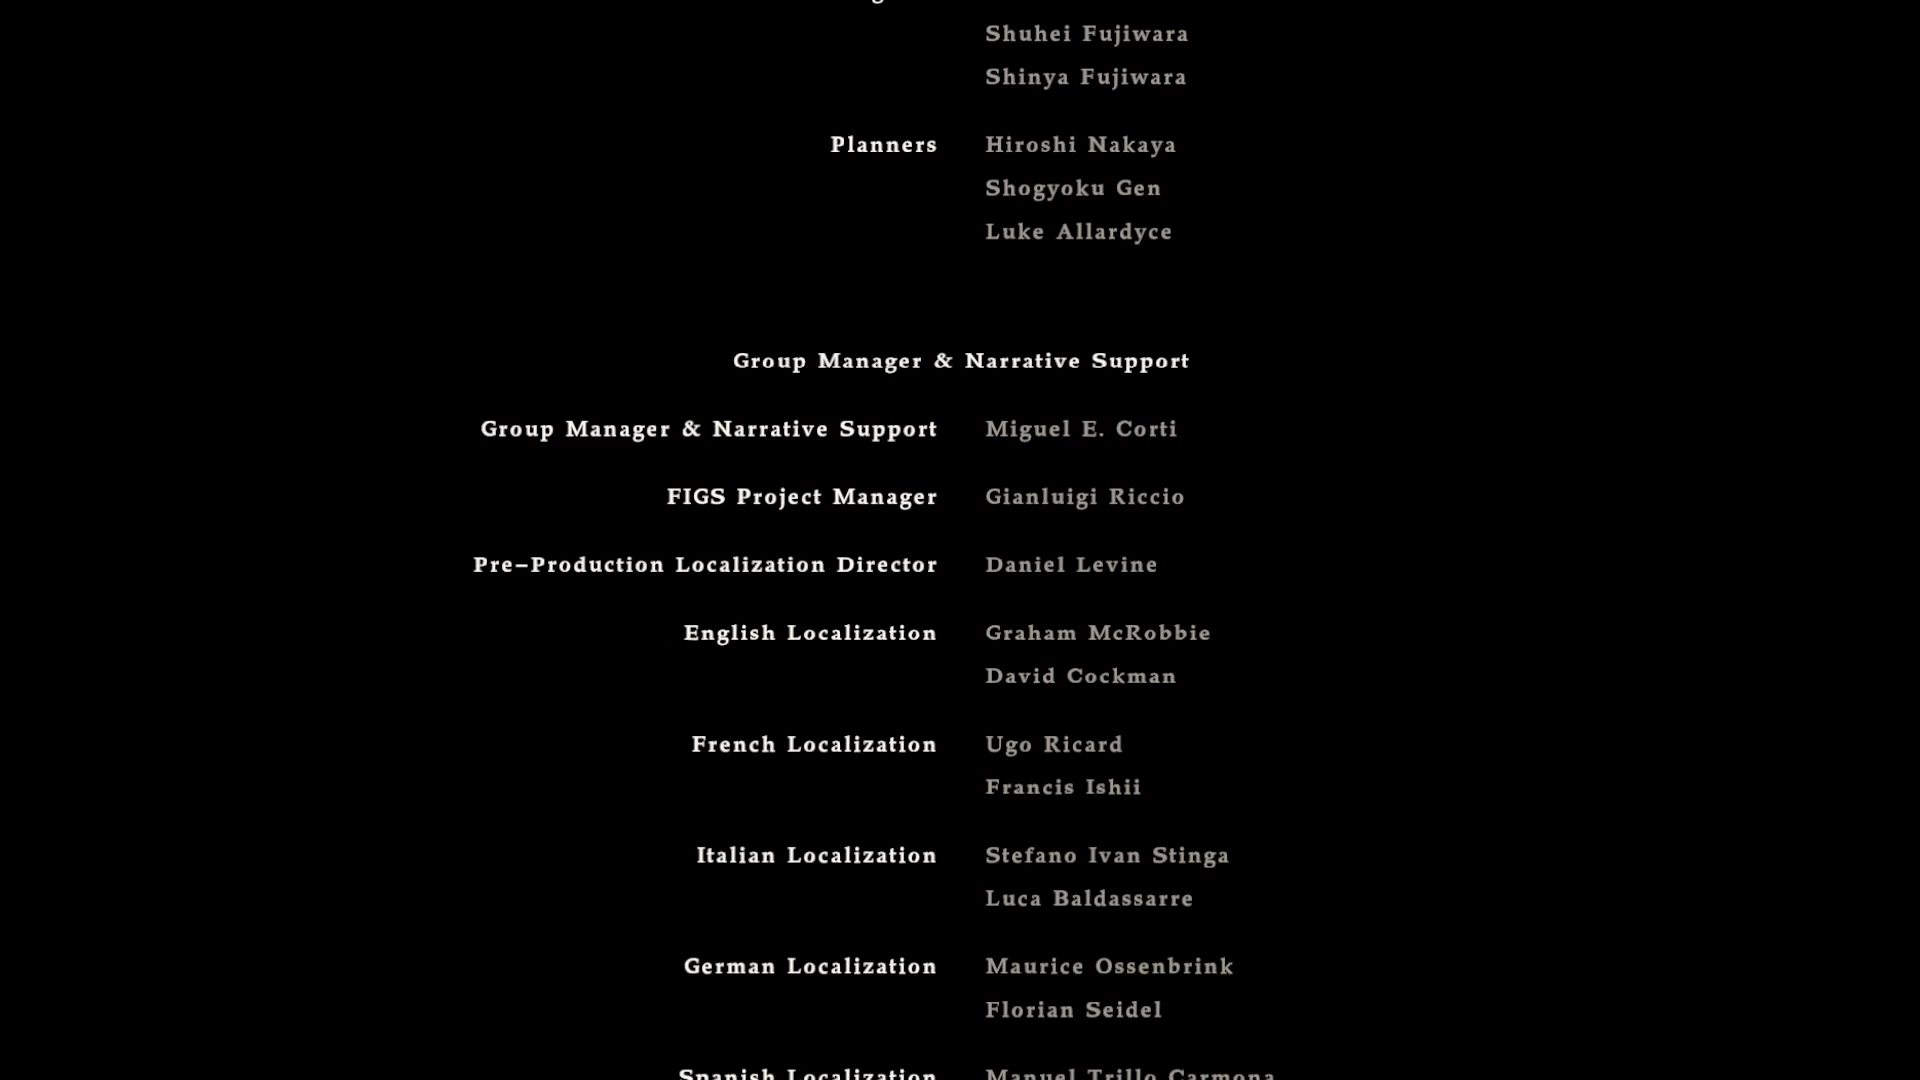 Shuhei Fujiwara
Shinya Fujiwara
Planners Hiroshi Nakaya
Shogyoku Gen
Luke Allardyce
Group Manager & Narrative Support
Group Manager & Narrative Support Miguel E. Corti
FIGS Project Manager Gianluigi Riccio
Pre–Production Localization Director Daniel Levine
English Localization Graham McRobbie
David Cockman
French Localization Ugo Ricard
Francis Ishii
Italian Localization Stefano Ivan Stinga
Luca Baldassarre
German Localization Maurice Ossenbrink
Florian Seidel
Spanish Localization Manuel Trillo Carmona